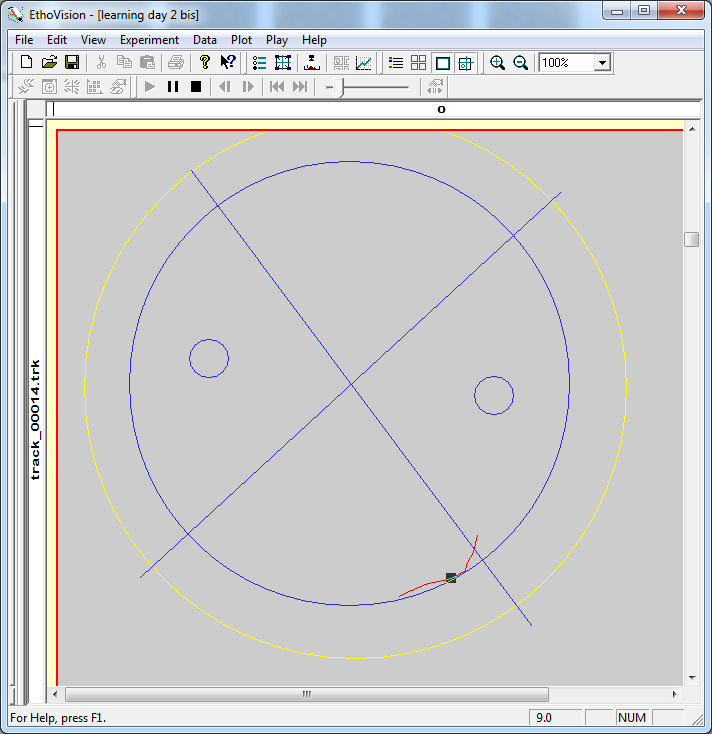 EthoVision - [learning day 2 bis]
File Edit View Experiment Data Plot Play Help
100%
o
track_00014.trk
For Help, press F1.
9.0
NUM